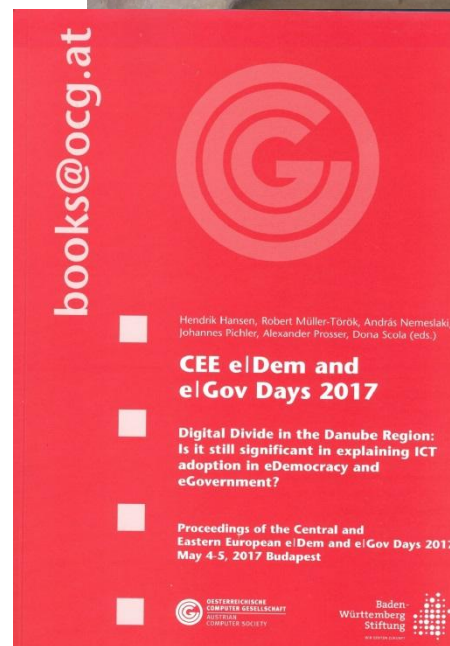 books@ocg.at
Hendrik Hansen, Robert Müller-Török, András Nemeslaki,
Johannes Pichler, Alexander Prosser, Dona Scola (eds.)
CEE e|Dem and
e|Gov Days 2017
Digital Divide in the Danube Region:
Is it still significant in explaining ICT
adoption in eDemocracy and
eGovernment?
Proceedings of the Central and
Eastern European e|Dem and e|Gov Days 2017
May 4-5, 2017 Budapest
OESTERREICHISCHE
COMPUTER GESELLSCHAFT
AUSTRIAN
COMPUTER SOCIETY
Baden-
Württemberg
Stiftung
WIR STIFTEN ZUKUNFT